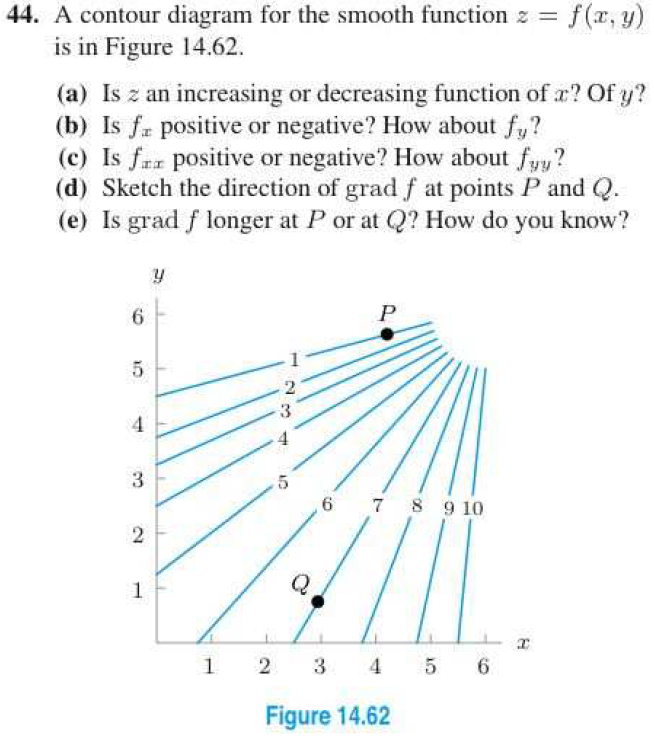 44. A contour diagram for the smooth function z = f(x, y)
is in Figure 14.62.
(a) Is z an increasing or decreasing function of x? Of y?
(b) Is fₓ positive or negative? How about f_y?
(c) Is fₓₓ positive or negative? How about f_yy?
(d) Sketch the direction of grad f at points P and Q.
(e) Is grad f longer at P or at Q? How do you know?
y
6
P
1
5
2
3
4
4
3
5
6 7 8 9 10
2
1
Q
x
1 2 3 4 5 6
Figure 14.62